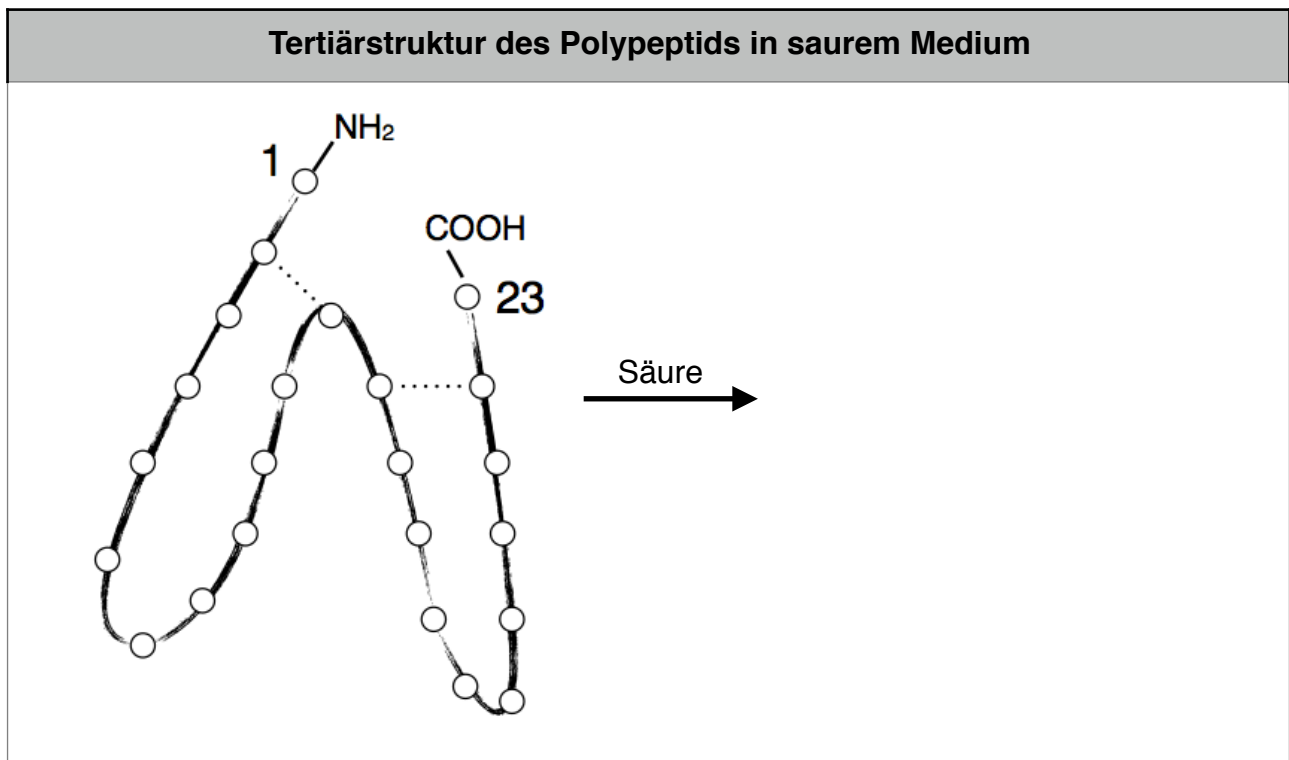 Tertiärstruktur des Polypeptids in saurem Medium
NH₂
1
COOH
23
Säure